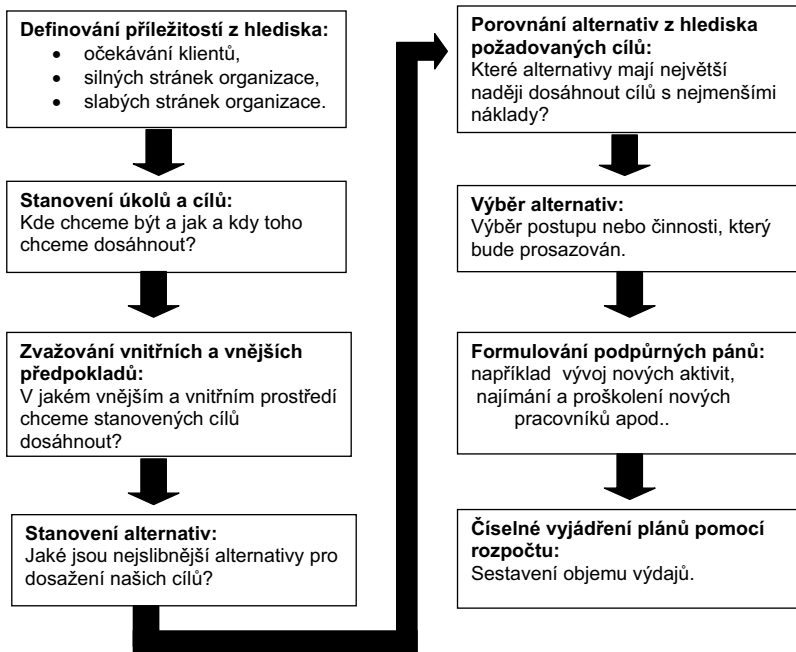 Definování příležitostí z hlediska:
• očekávání klientů,
• silných stránek organizace,
• slabých stránek organizace.
Stanovení úkolů a cílů:
Kde chceme být a jak a kdy toho
chceme dosáhnout?
Zvažování vnitřních a vnějších
předpokladů:
V jakém vnějším a vnitřním prostředí
chceme stanovených cílů
dosáhnout?
Stanovení alternativ:
Jaké jsou nejslibnější alternativy pro
dosažení našich cílů?
Porovnání alternativ z hlediska
požadovaných cílů:
Které alternativy mají největší
naději dosáhnout cílů s nejmenšími
náklady?
Výběr alternativ:
Výběr postupu nebo činnosti, který
bude prosazován.
Formulování podpůrných pánů:
například vývoj nových aktivit,
najímání a proškolení nových
pracovníků apod..
Číselné vyjádření plánů pomocí
rozpočtu:
Sestavení objemu výdajů.